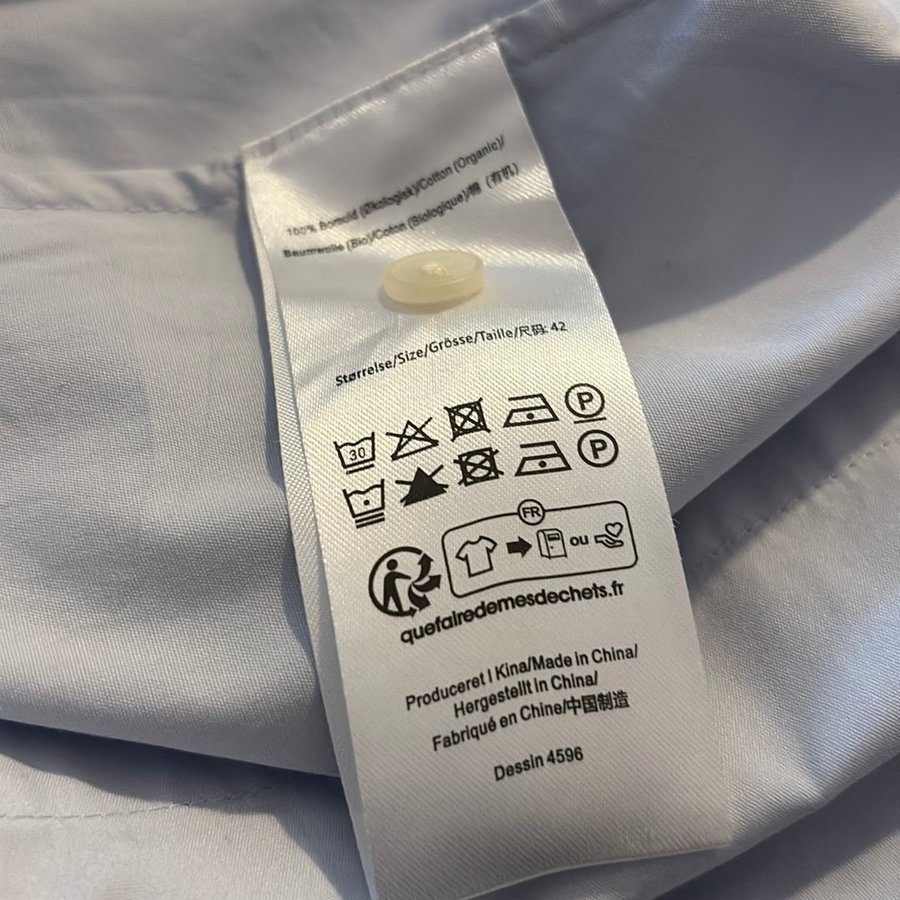 100% Bomuld (Økologisk)/Cotton (Organic)/
Baumwolle (Bio)/Coton (Biologique)/棉 (有机)
Størrelse/Size/Grösse/Taille/尺码: 42
30
P
P
FR
ou
quefairedemesdechets.fr
Produceret I Kina/Made in China/
Hergestellt in China/
Fabriqué en Chine/中国制造
Dessin 4596